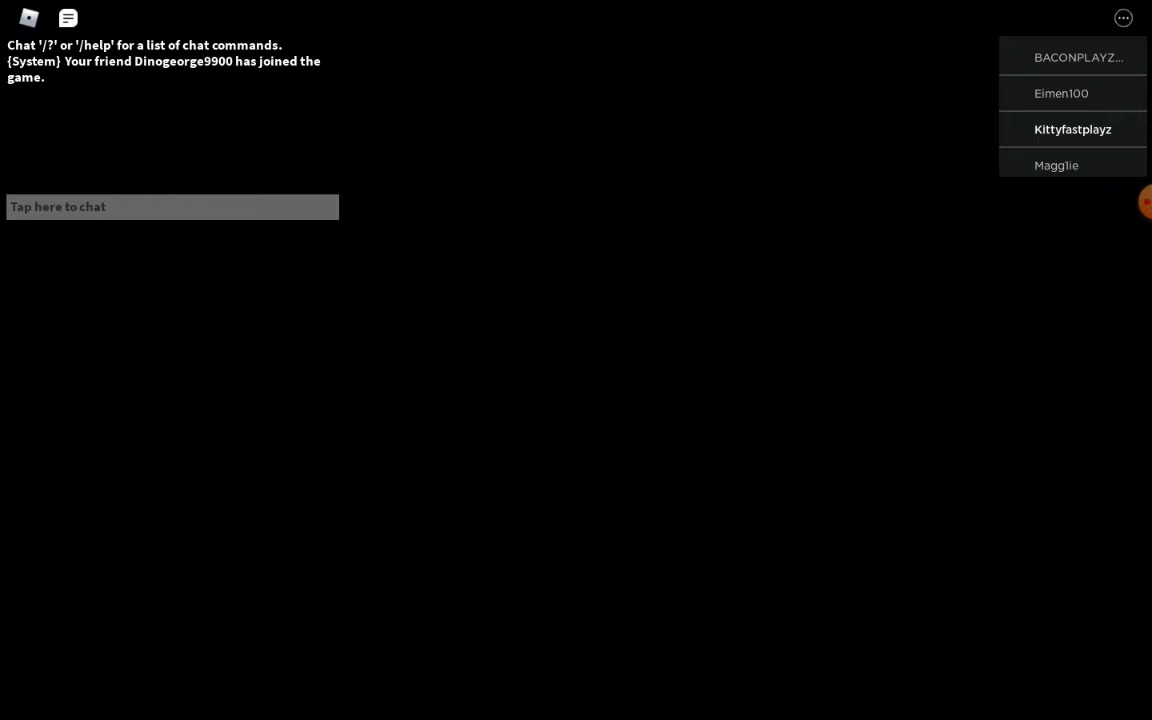 Chat '/?' or '/help' for a list of chat commands.
{System} Your friend Dinogeorge9900 has joined the
game.
Tap here to chat
BACONPLAYZ...
Eimen100
Kittyfastplayz
Magg1ie